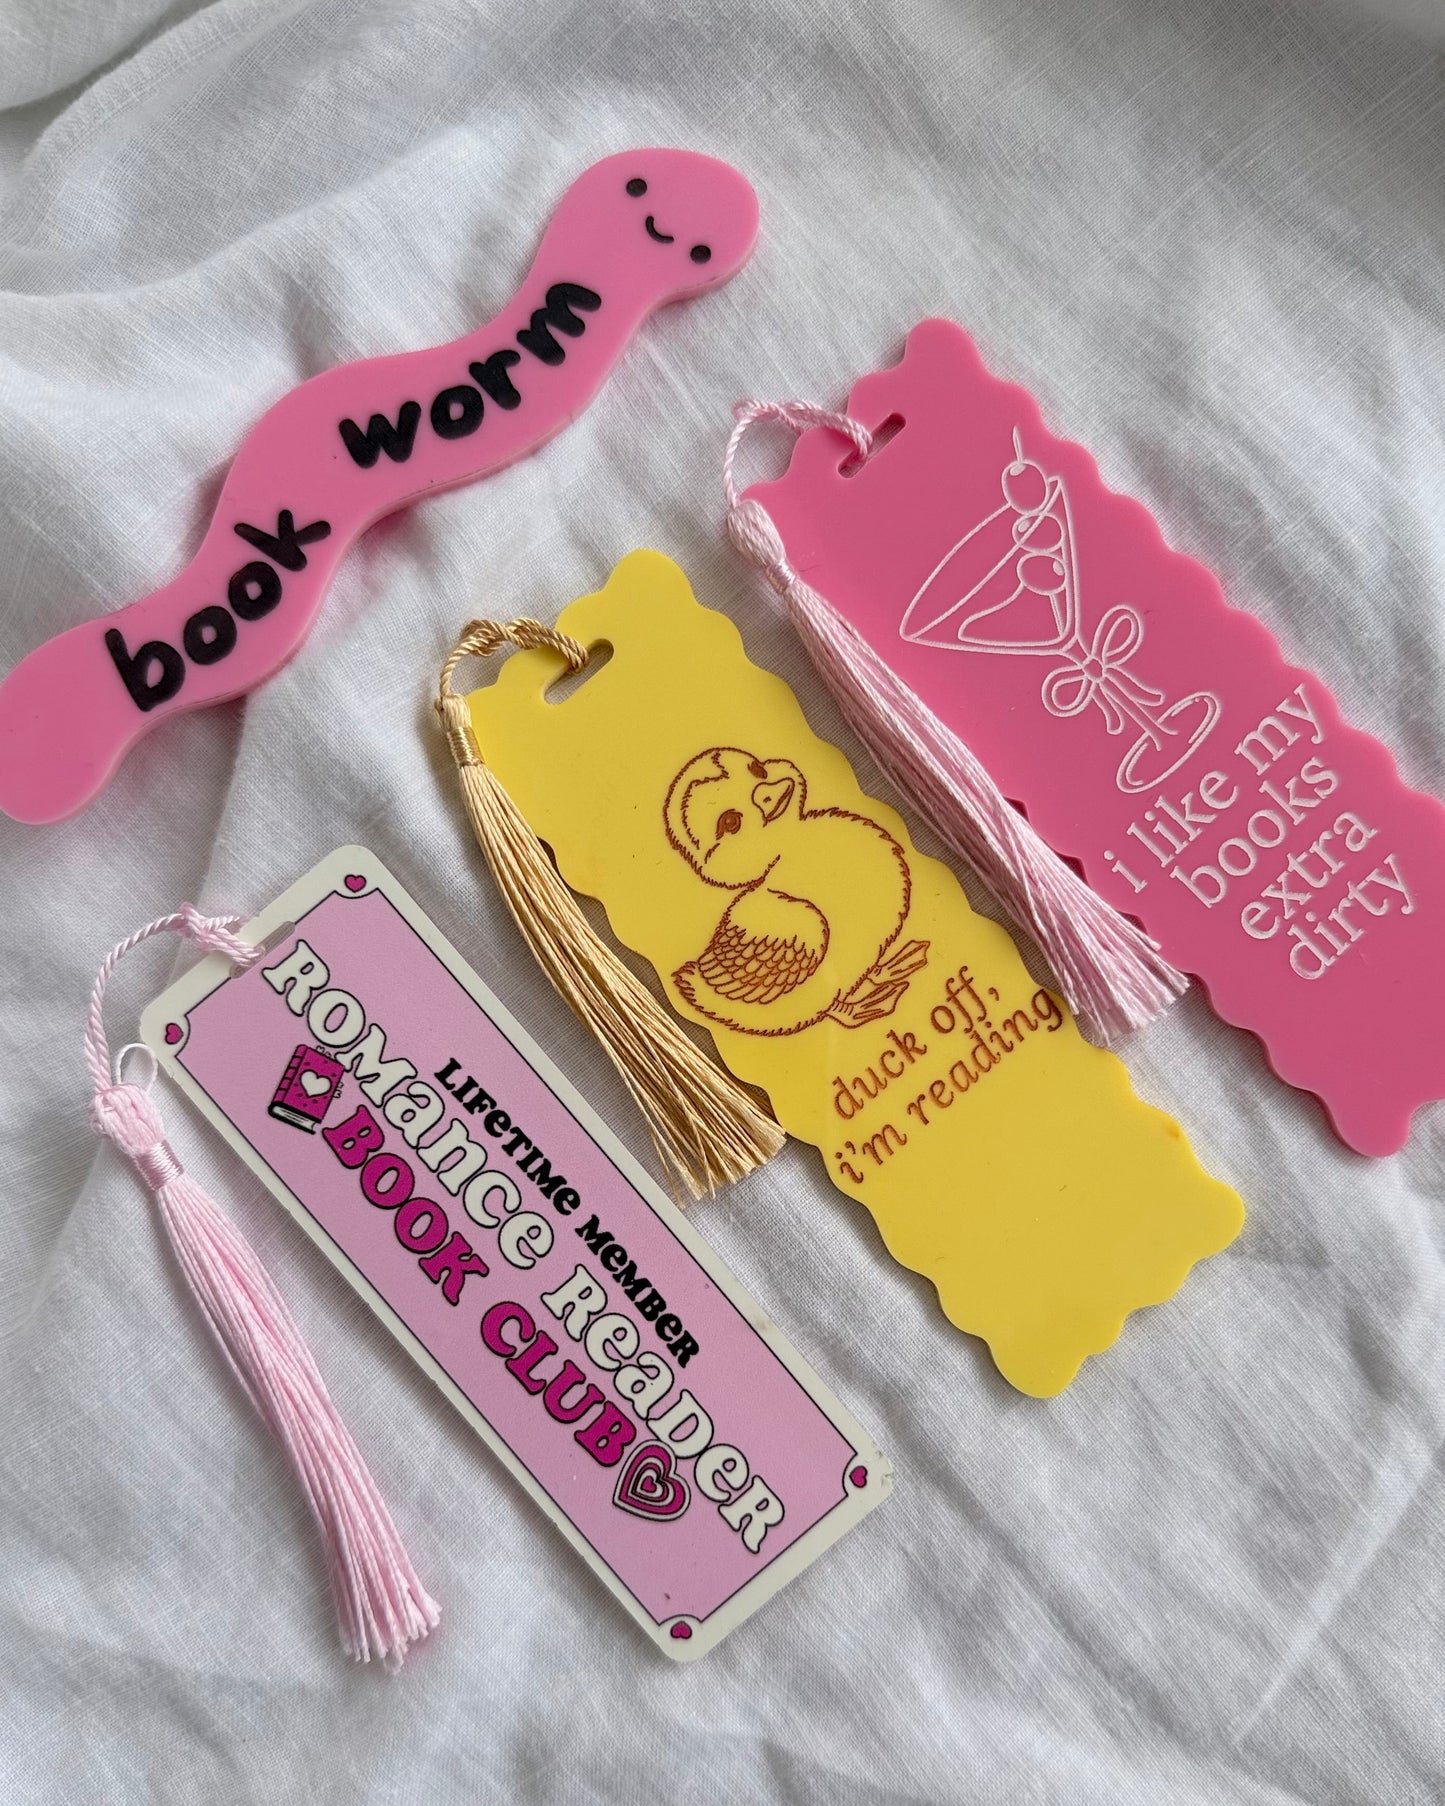 book worm
i like my
books
extra
dirty
duck off,
i'm reading
LIFETIME MEMBER
ROMANCE READER
BOOK CLUB